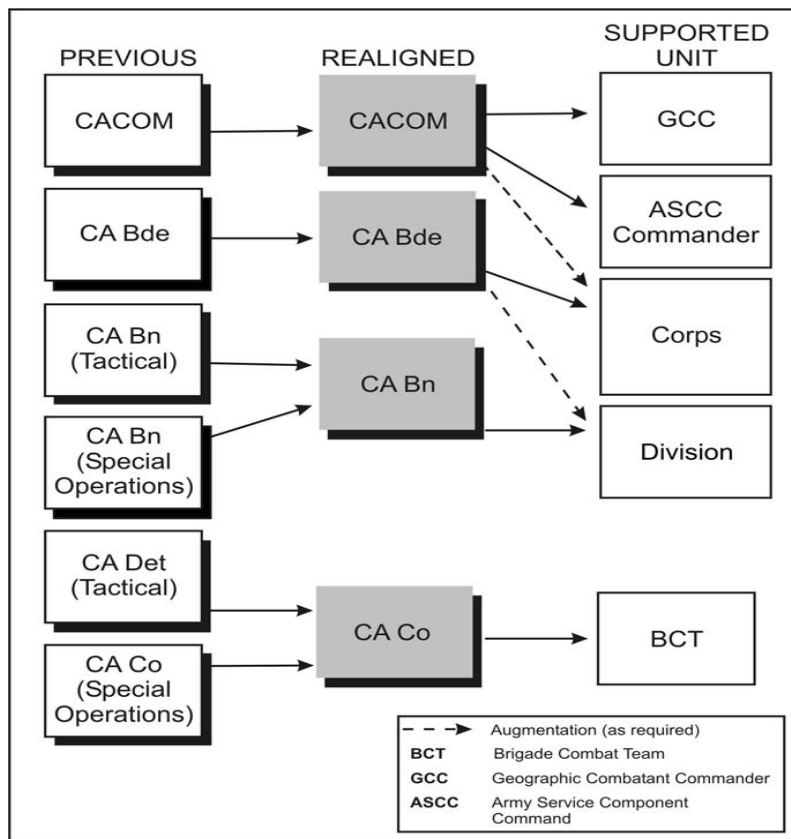 PREVIOUS
REALIGNED
SUPPORTED
UNIT
CACOM
CACOM
GCC
ASCC
Commander
CA Bde
CA Bde
Corps
CA Bn
(Tactical)
CA Bn
CA Bn
(Special
Operations)
Division
CA Det
(Tactical)
CA Co
BCT
CA Co
(Special
Operations)
Augmentation (as required)
BCT Brigade Combat Team
GCC Geographic Combatant Commander
ASCC Army Service Component
Command